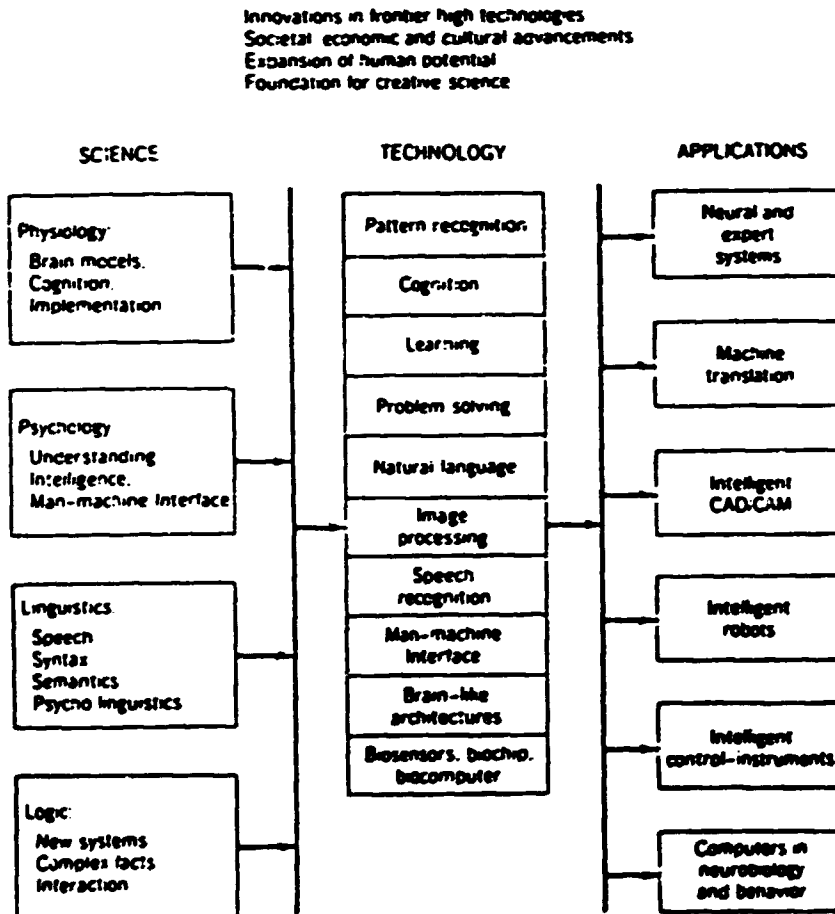 Innovations in frontier high technologies
Societal economic and cultural advancements
Expansion of human potential
Foundation for creative science
SCIENCE
Physiology:
Brain models.
Cognition.
Implementation
Psychology
Understanding
Intelligence.
Man-machine Interface
Linguistics
Speech
Syntax
Semantics
Psycho linguistics
Logic:
New systems
Complex facts
Interaction
TECHNOLOGY
Pattern recognition
Cognition
Learning
Problem solving
Natural language
Image
processing
Speech
recognition
Man-machine
Interface
Brain-like
architectures
Biosensors, biochip,
biocomputer
APPLICATIONS
Neural and
expert
systems
Machine
translation
Intelligent
CAD/CAM
Intelligent
robots
Intelligent
control-instruments
Computers in
neurobiology
and behavior